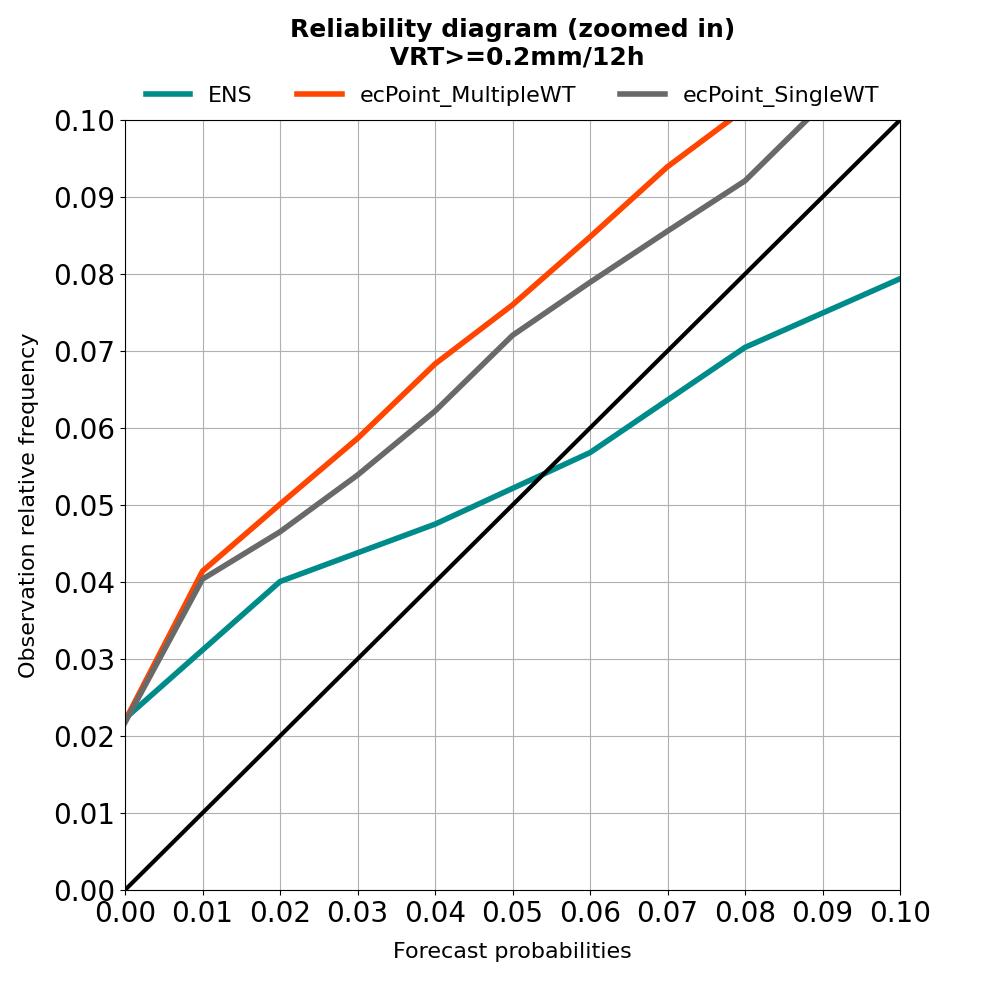 Reliability diagram (zoomed in)
VRT>=0.2mm/12h
ENS ecPoint_MultipleWT ecPoint_SingleWT
0.10
0.09
0.08
0.07
0.06
0.05
0.04
0.03
0.02
0.01
0.00
Observation relative frequency
0.00 0.01 0.02 0.03 0.04 0.05 0.06 0.07 0.08 0.09 0.10
Forecast probabilities